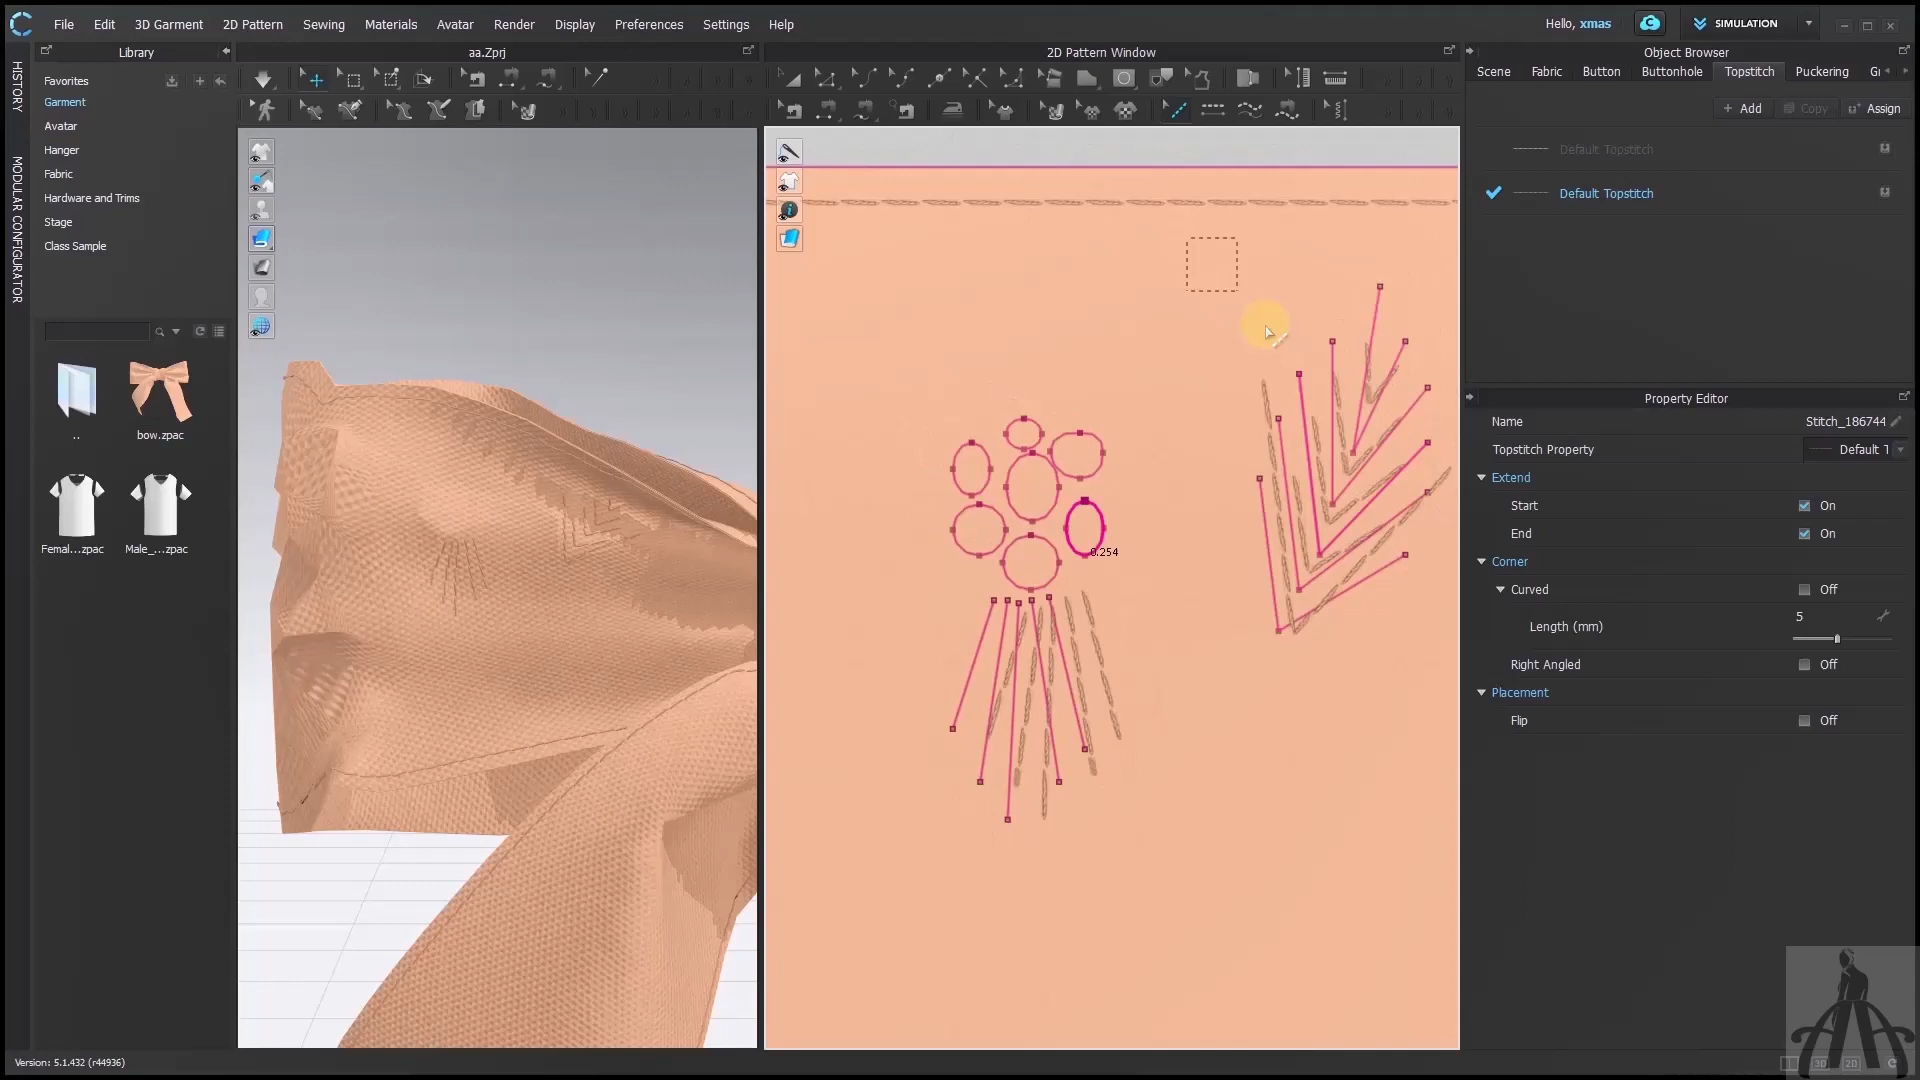 File Edit 3D Garment 2D Pattern Sewing Materials Avatar Render Display Preferences Settings Help
Hello, xmas
SIMULATION
Library
aa.Zprj
2D Pattern Window
Object Browser
HISTORY
MODULAR CONFIGURATOR
Favorites
Garment
Avatar
Hanger
Fabric
Hardware and Trims
Stage
Class Sample
..
bow.zpac
Femal...zpac
Male_...zpac
0.254
Scene Fabric Button Buttonhole Topstitch Puckering
+ Add Copy Assign
Default Topstitch
Default Topstitch
Property Editor
Name Stitch_186744
Topstitch Property Default T
Extend
Start On
End On
Corner
Curved Off
Length (mm) 5
Right Angled Off
Placement
Flip Off
Version: 5.1.432 (r44936)
3D 2D